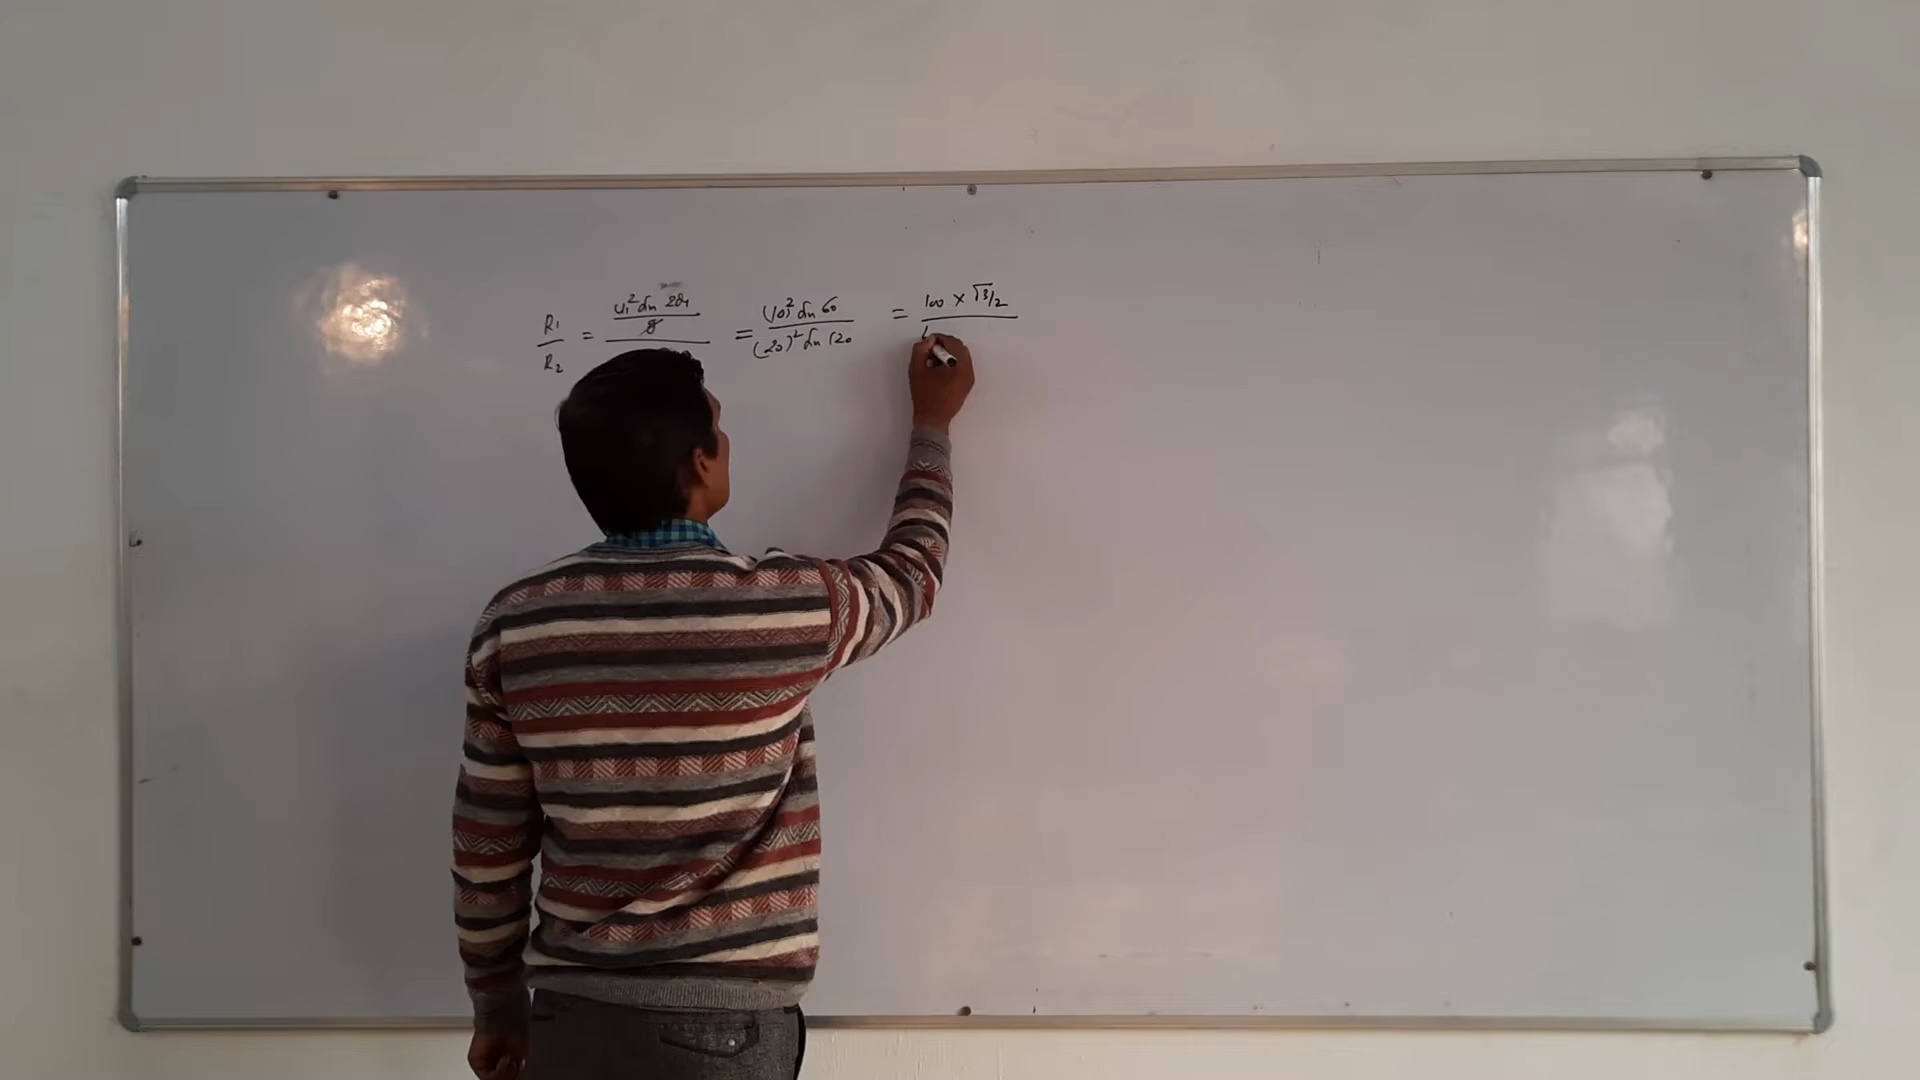 R₁/R₂ = (u₁² sin 2θ₁ / g) / = (10)² sin 60 / (20)² sin 120 = 100 × √3/2 /